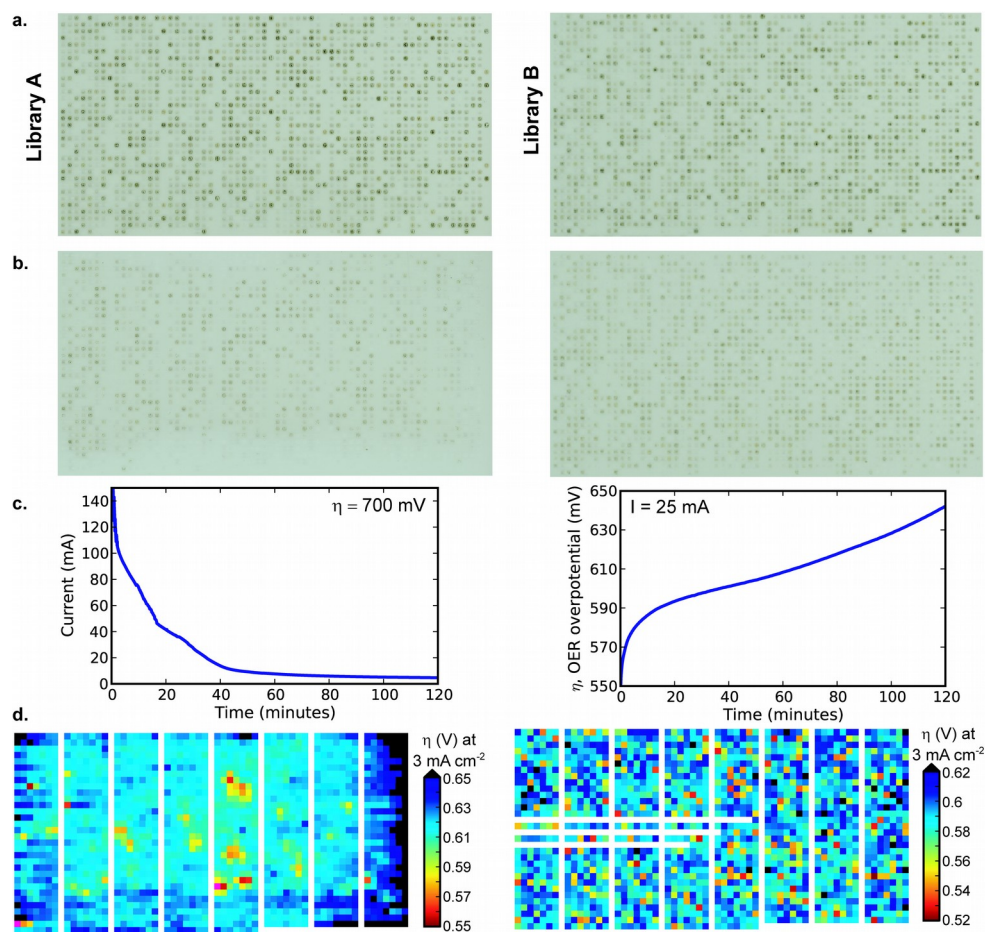 a.
Library A
Library B
b.
c.
η = 700 mV
Current (mA)
140
120
100
80
60
40
20
0
0 20 40 60 80 100 120
Time (minutes)
I = 25 mA
η, OER overpotential (mV)
650
630
610
590
570
550
0 20 40 60 80 100 120
Time (minutes)
d.
η (V) at
3 mA cm⁻²
0.65
0.63
0.61
0.59
0.57
0.55
η (V) at
3 mA cm⁻²
0.62
0.6
0.58
0.56
0.54
0.52